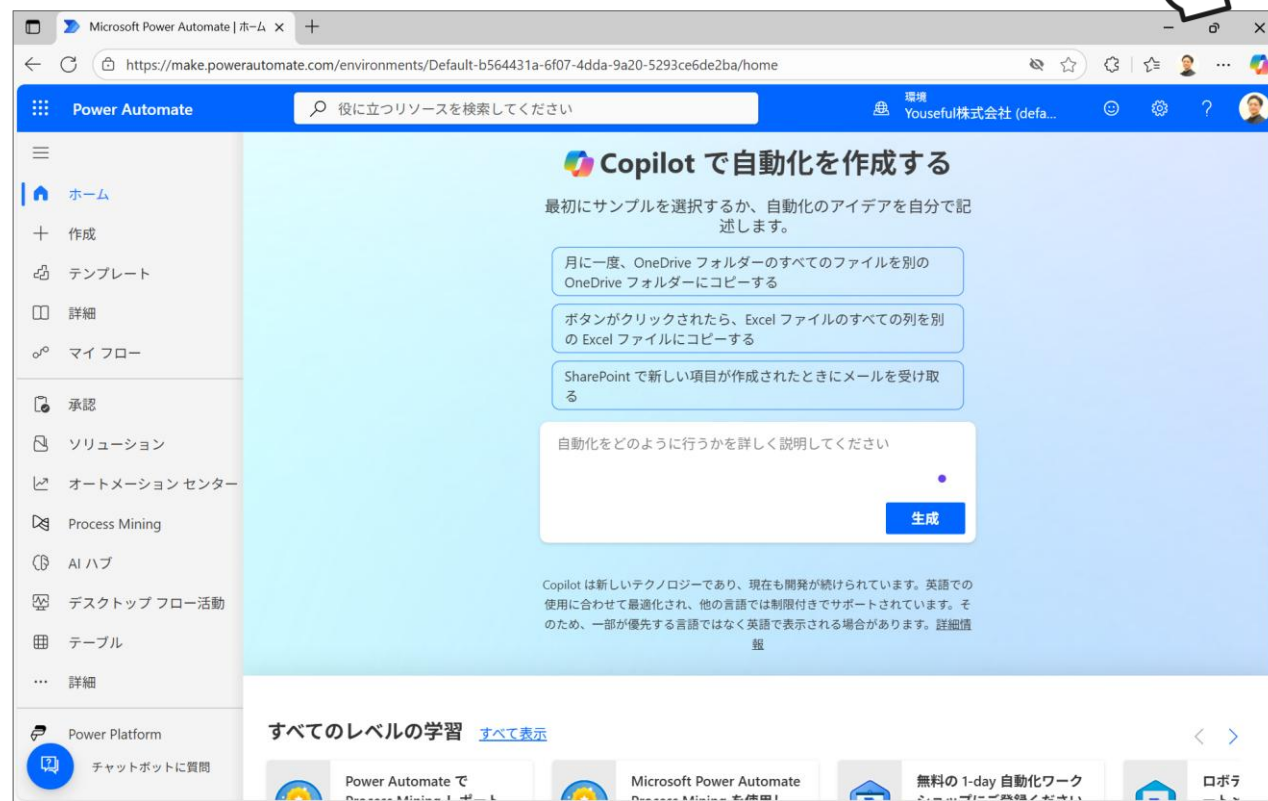 Microsoft Power Automate | ホーム
https://make.powerautomate.com/environments/Default-b564431a-6f07-4dda-9a20-5293ce6de2ba/home
Power Automate
役に立つリソースを検索してください
環境
Youseful株式会社 (defa...
ホーム
作成
テンプレート
詳細
マイ フロー
承認
ソリューション
オートメーション センター
Process Mining
AI ハブ
デスクトップ フロー活動
テーブル
詳細
Power Platform
チャットボットに質問
Copilot で自動化を作成する
最初にサンプルを選択するか、自動化のアイデアを自分で記
述します。
月に一度、OneDrive フォルダーのすべてのファイルを別の
OneDrive フォルダーにコピーする
ボタンがクリックされたら、Excel ファイルのすべての列を別
の Excel ファイルにコピーする
SharePoint で新しい項目が作成されたときにメールを受け取
る
自動化をどのように行うかを詳しく説明してください
生成
Copilot は新しいテクノロジーであり、現在も開発が続けられています。英語での
使用に合わせて最適化され、他の言語では制限付きでサポートされています。そ
のため、一部が優先する言語ではなく英語で表示される場合があります。詳細情
報
すべてのレベルの学習 すべて表示
Power Automate で
Microsoft Power Automate
無料の 1-day 自動化ワーク
ロボテ